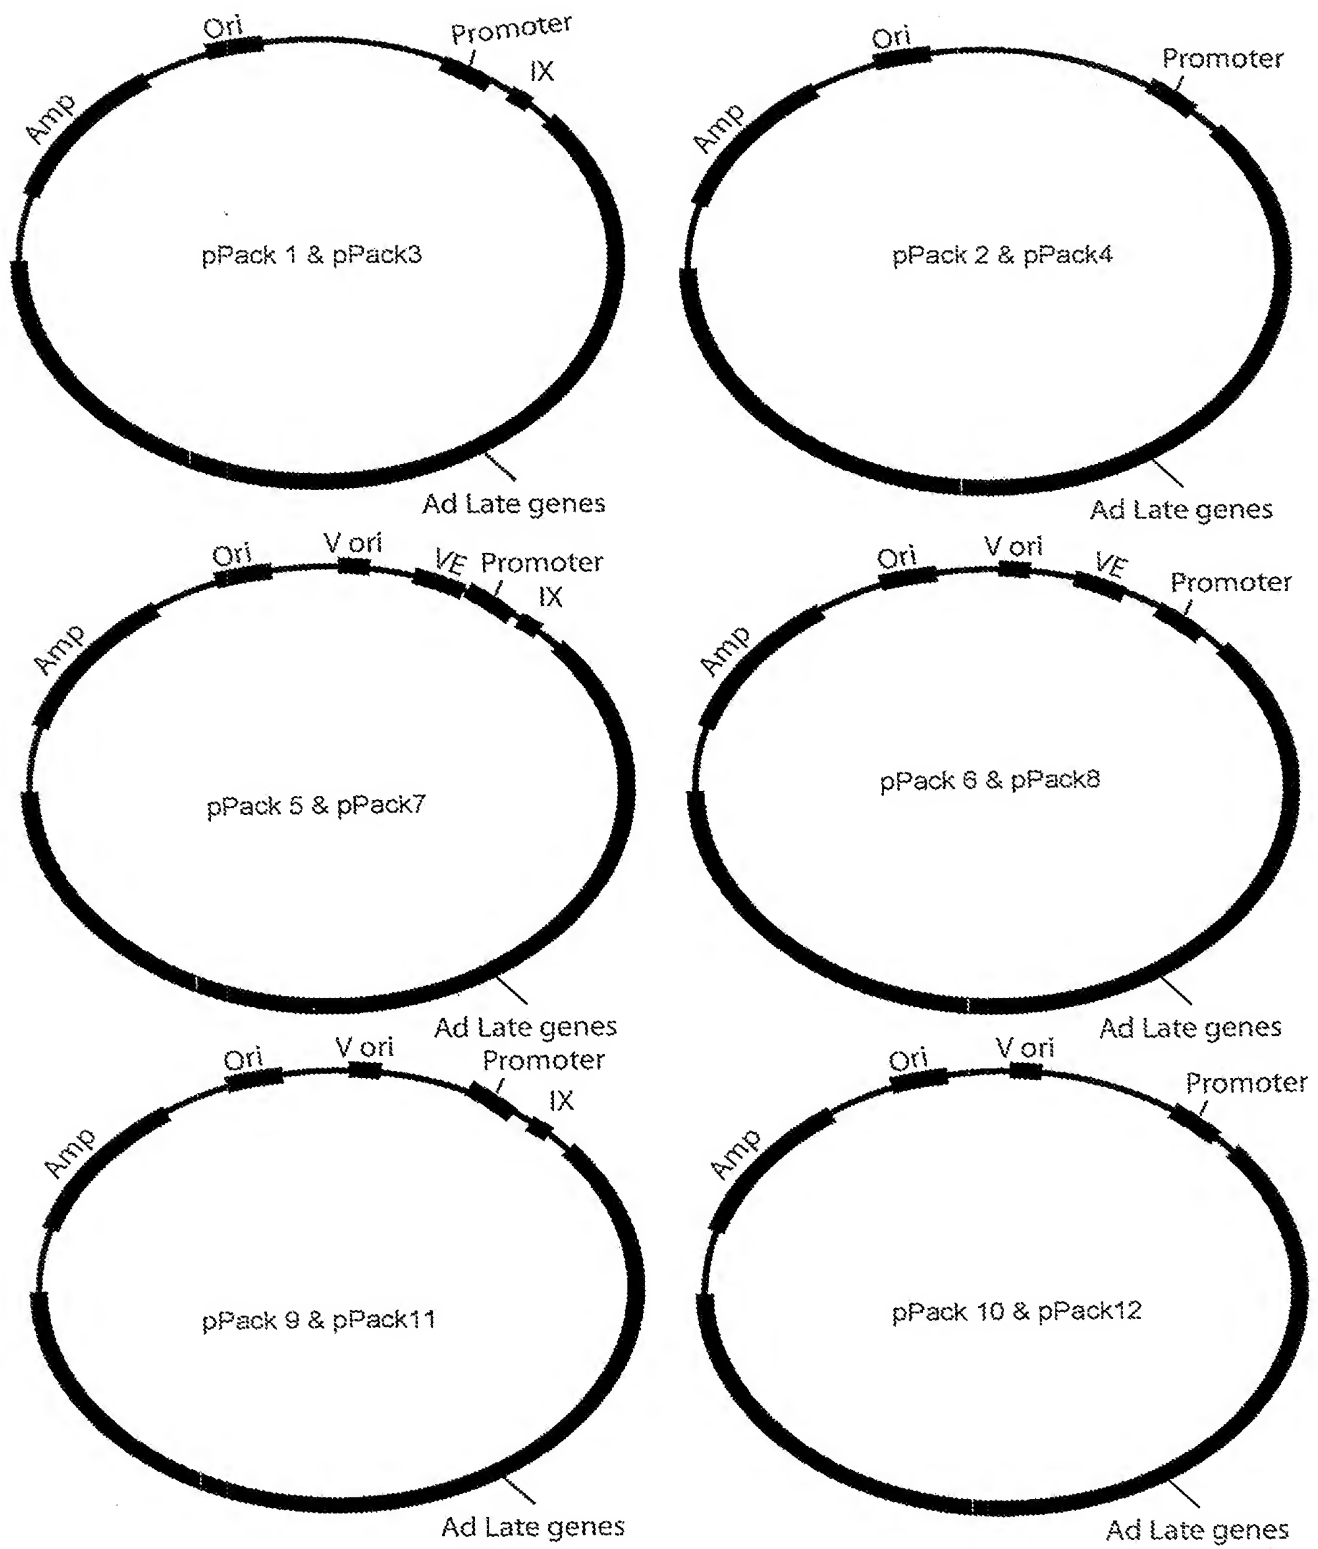 Ori
Promoter
IX
Amp
pPack 1 & pPack3
Ad Late genes
Ori
Promoter
Amp
pPack 2 & pPack4
Ad Late genes
Ori
V ori
VE
Promoter
IX
Amp
pPack 5 & pPack7
Ad Late genes
Ori
V ori
VE
Promoter
Amp
pPack 6 & pPack8
Ad Late genes
Ori
V ori
Promoter
IX
Amp
pPack 9 & pPack11
Ad Late genes
Ori
V ori
Promoter
Amp
pPack 10 & pPack12
Ad Late genes